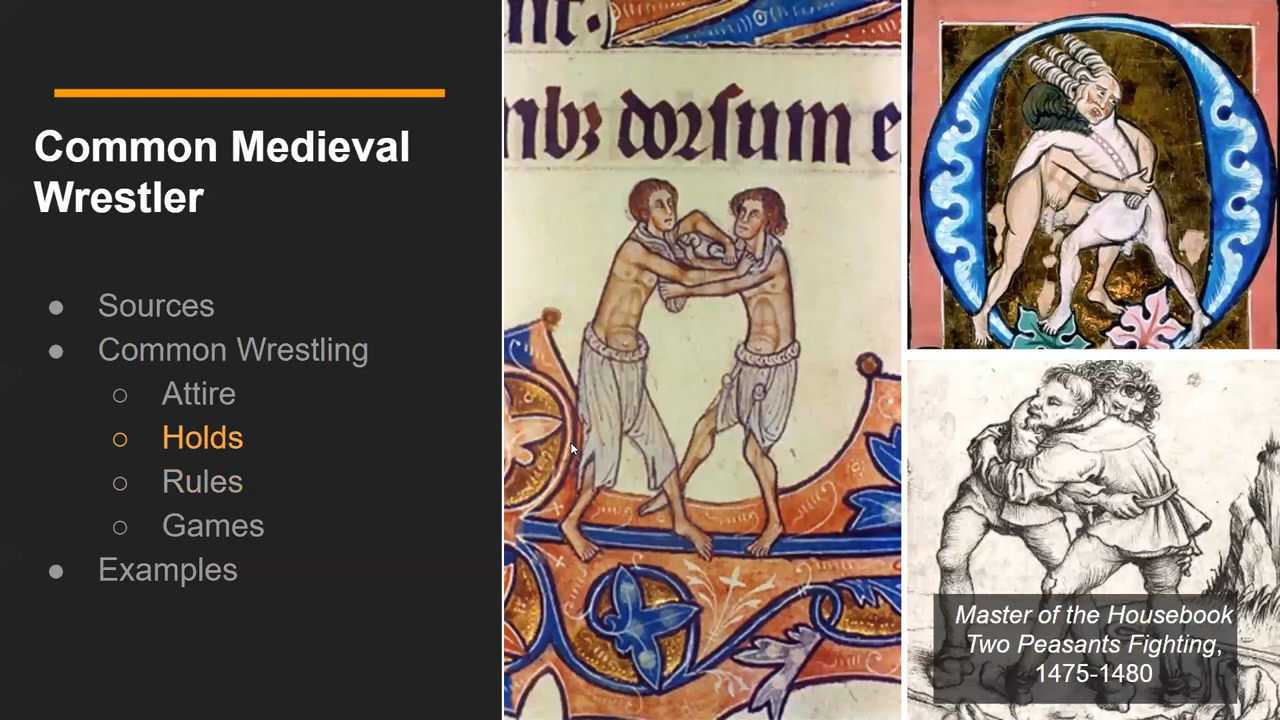 Common Medieval
Wrestler
● Sources
● Common Wrestling
○ Attire
○ Holds
○ Rules
○ Games
● Examples
dorsum
Master of the Housebook
Two Peasants Fighting,
1475-1480